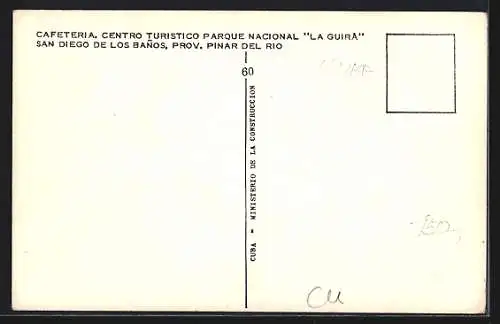 CAFETERIA. CENTRO TURISTICO PARQUE NACIONAL "LA GUIRA"
SAN DIEGO DE LOS BAÑOS, PROV. PINAR DEL RIO
60
CUBA - MINISTERIO DE LA CONSTRUCCION
CU